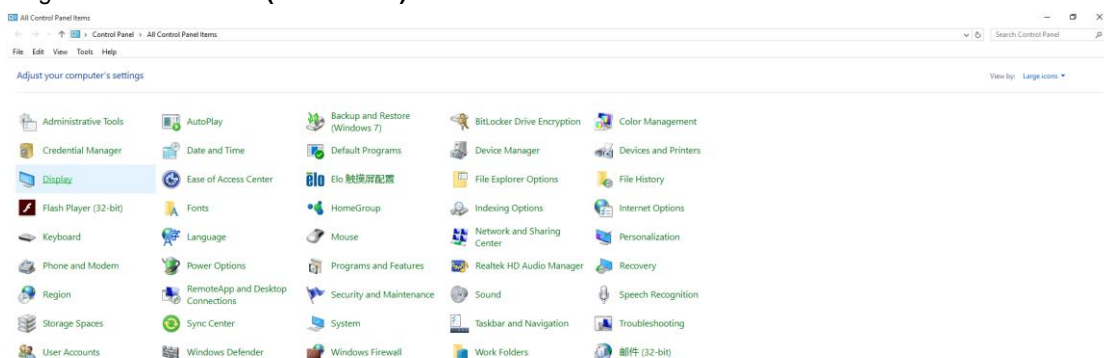 All Control Panel Items
Control Panel > All Control Panel Items
Search Control Panel
File Edit View Tools Help
Adjust your computer's settings
View by: Large icons
Administrative Tools
AutoPlay
Backup and Restore
(Windows 7)
BitLocker Drive Encryption
Color Management
Credential Manager
Date and Time
Default Programs
Device Manager
Devices and Printers
Display
Ease of Access Center
elo Elo 触摸屏配置
File Explorer Options
File History
Flash Player (32-bit)
Fonts
HomeGroup
Indexing Options
Internet Options
Keyboard
Language
Mouse
Network and Sharing
Center
Personalization
Phone and Modem
Power Options
Programs and Features
Realtek HD Audio Manager
Recovery
Region
RemoteApp and Desktop
Connections
Security and Maintenance
Sound
Speech Recognition
Storage Spaces
Sync Center
System
Taskbar and Navigation
Troubleshooting
User Accounts
Windows Defender
Windows Firewall
Work Folders
邮件 (32-bit)